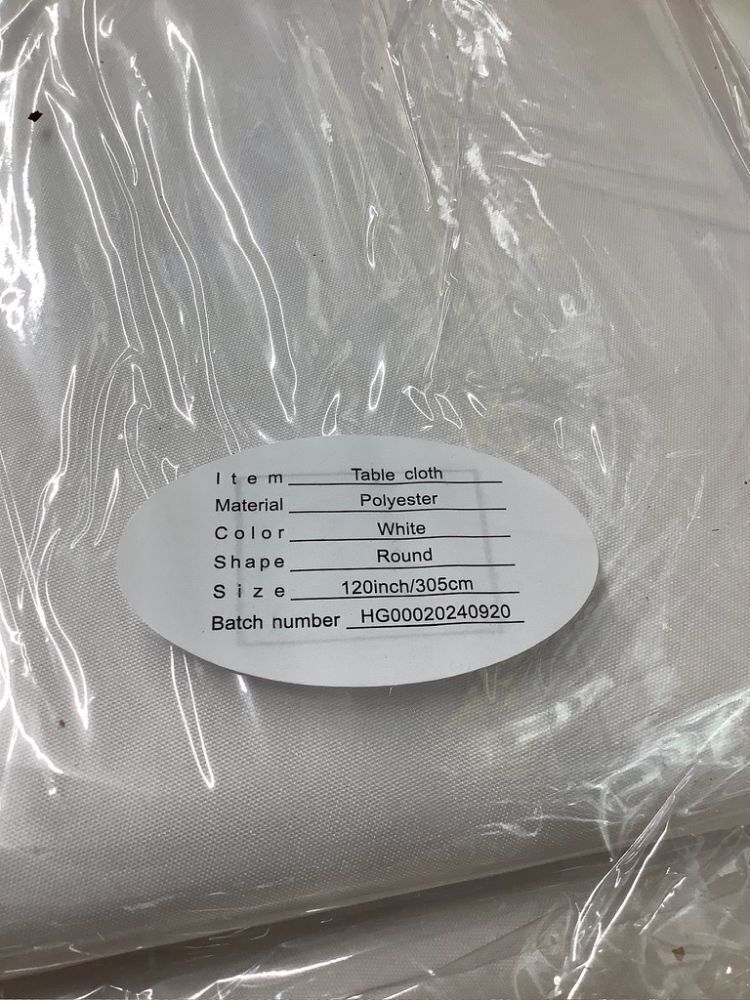 Item Table cloth
Material Polyester
Color White
Shape Round
Size 120inch/305cm
Batch number HG00020240920